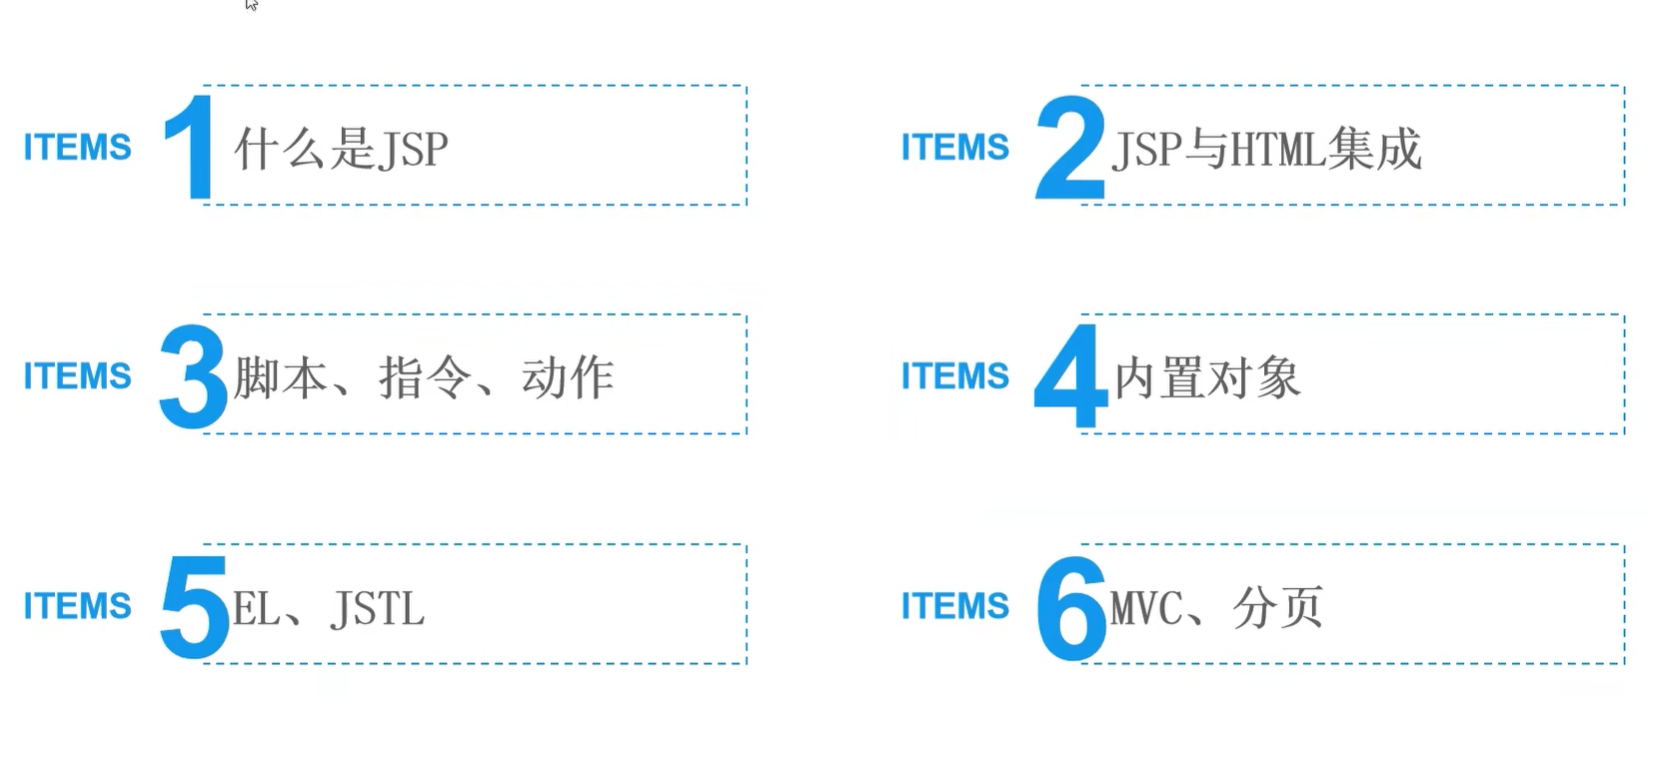 ITEMS 1 什么是JSP
ITEMS 2 JSP与HTML集成
ITEMS 3 脚本、指令、动作
ITEMS 4 内置对象
ITEMS 5 EL、JSTL
ITEMS 6 MVC、分页